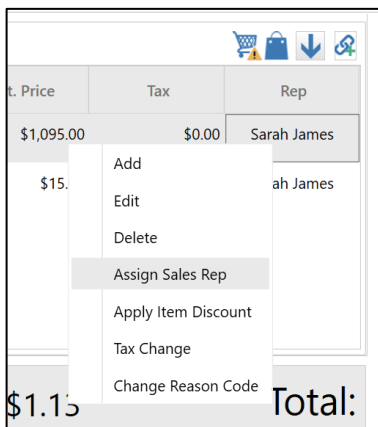 t. Price Tax Rep
$1,095.00 $0.00 Sarah James
$15. ah James
Add
Edit
Delete
Assign Sales Rep
Apply Item Discount
Tax Change
Change Reason Code
$1.13 Total: